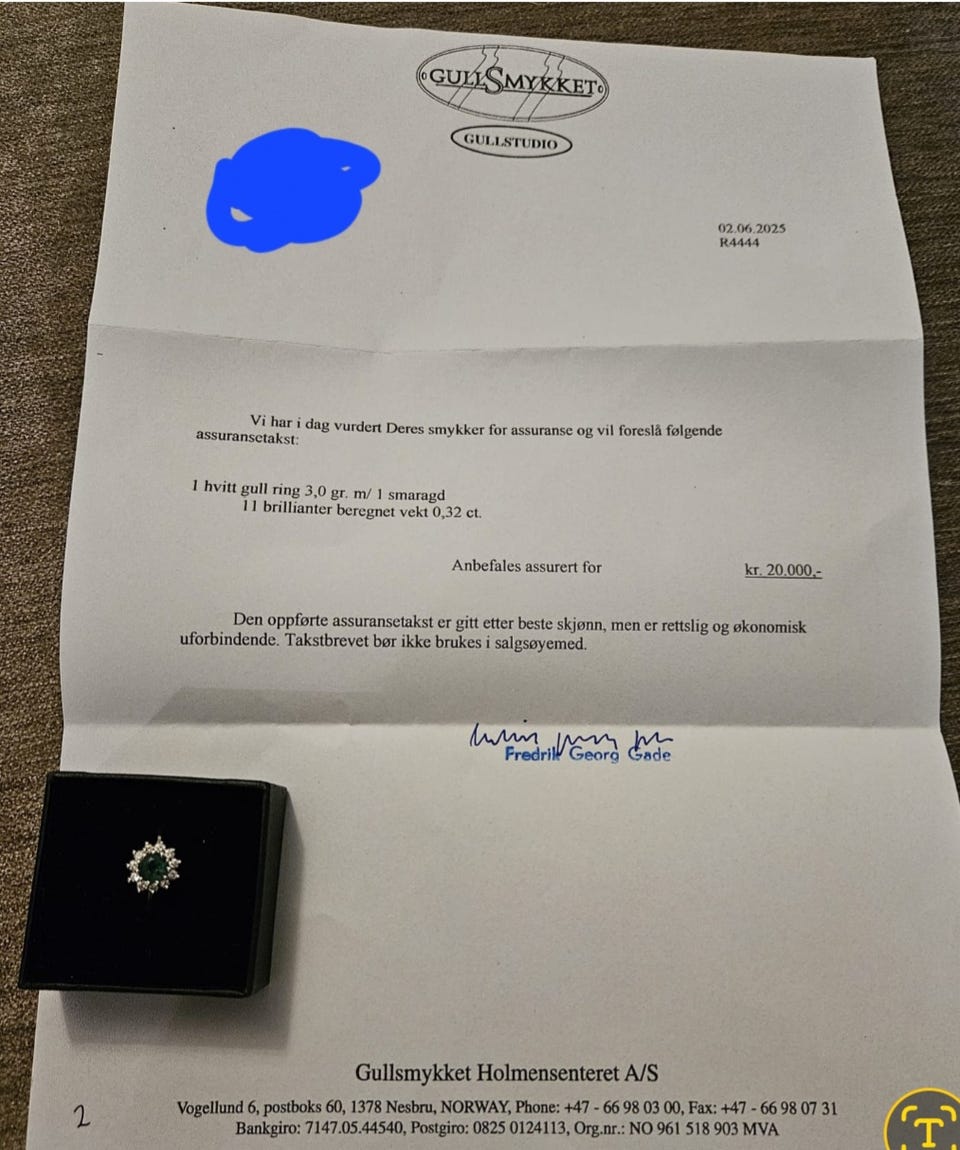 GULLSMYKKET
GULLSTUDIO
02.06.2025
R4444
Vi har i dag vurdert Deres smykker for assuranse og vil foreslå følgende
assuransetakst:
1 hvitt gull ring 3,0 gr. m/ 1 smaragd
11 brillianter beregnet vekt 0,32 ct.
Anbefales assurert for kr. 20.000,-
Den oppførte assuransetakst er gitt etter beste skjønn, men er rettslig og økonomisk
uforbindende. Takstbrevet bør ikke brukes i salgsøyemed.
Fredrik Georg Gade
Gullsmykket Holmensenteret A/S
Vogellund 6, postboks 60, 1378 Nesbru, NORWAY, Phone: +47 - 66 98 03 00, Fax: +47 - 66 98 07 31
Bankgiro: 7147.05.44540, Postgiro: 0825 0124113, Org.nr.: NO 961 518 903 MVA
2
T